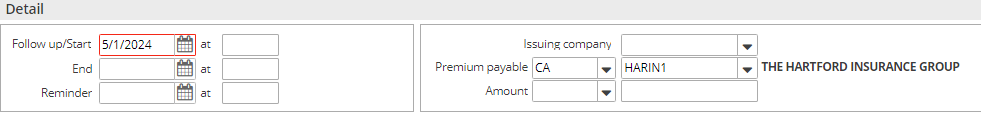 Detail
Follow up/Start 5/1/2024 at
End at
Reminder at
Issuing company
Premium payable CA HARIN1 THE HARTFORD INSURANCE GROUP
Amount